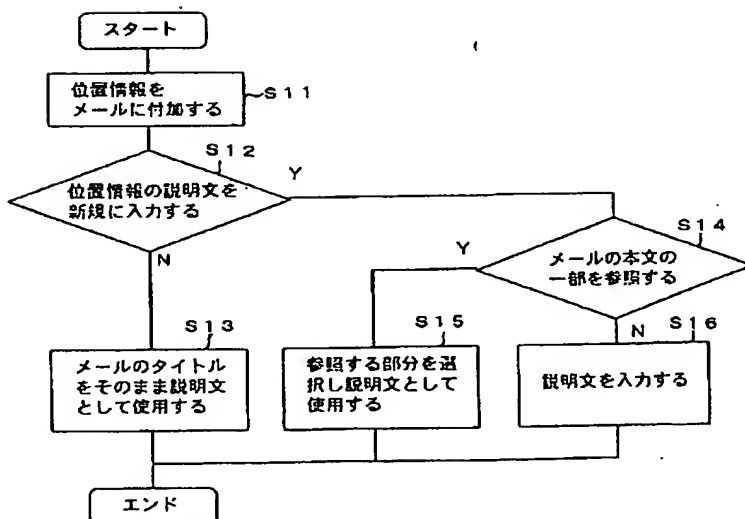 スタート
位置情報を
メールに付加する
S11
S12
位置情報の説明文を
新規に入力する
Y
N
S14
メールの本文の
一部を参照する
Y
N
S13
メールのタイトル
をそのまま説明文
として使用する
S15
参照する部分を選
択し説明文として
使用する
S16
説明文を入力する
エンド